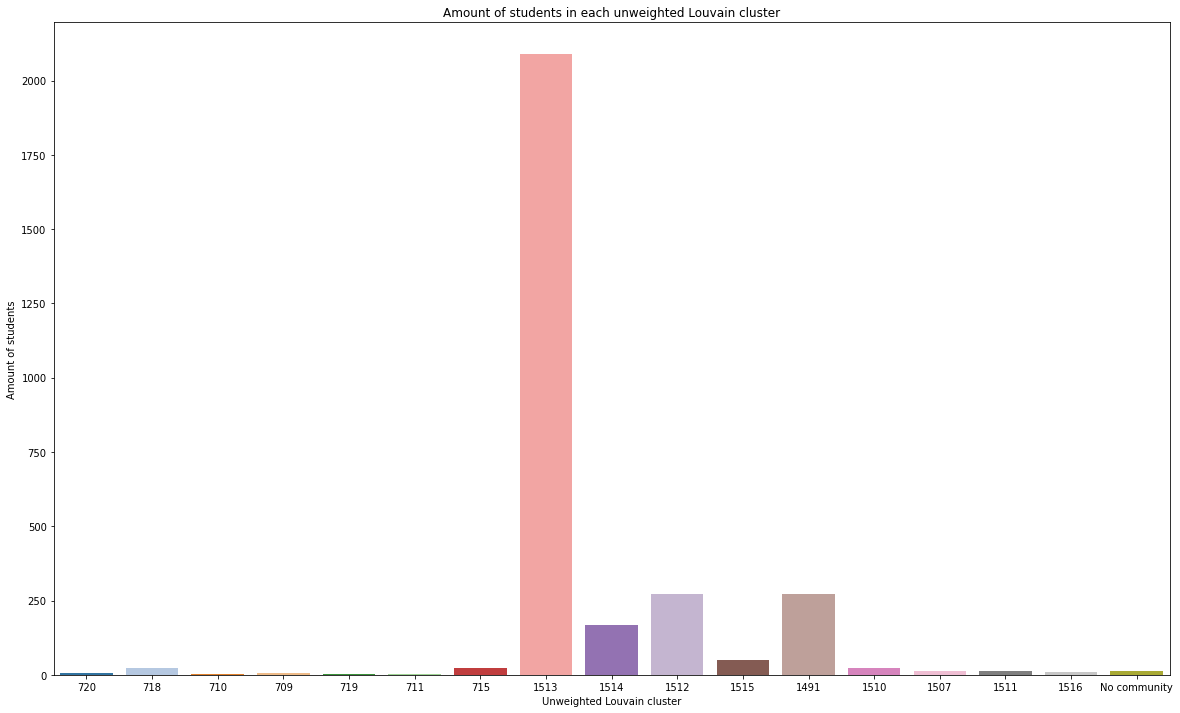 Amount of students in each unweighted Louvain cluster
2000
1750
1500
1250
1000
750
500
250
0
Amount of students
720 718 710 709 719 711 715 1513 1514 1512 1515 1491 1510 1507 1511 1516 No community
Unweighted Louvain cluster